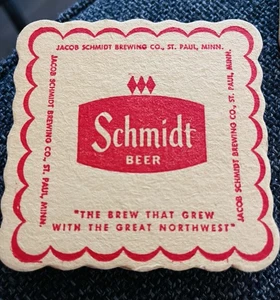 JACOB SCHMIDT BREWING CO., ST. PAUL, MINN.
JACOB SCHMIDT BREWING CO., ST. PAUL, MINN.
JACOB SCHMIDT BREWING CO., ST. PAUL, MINN.
Schmidt
BEER
"THE BREW THAT GREW
WITH THE GREAT NORTHWEST"